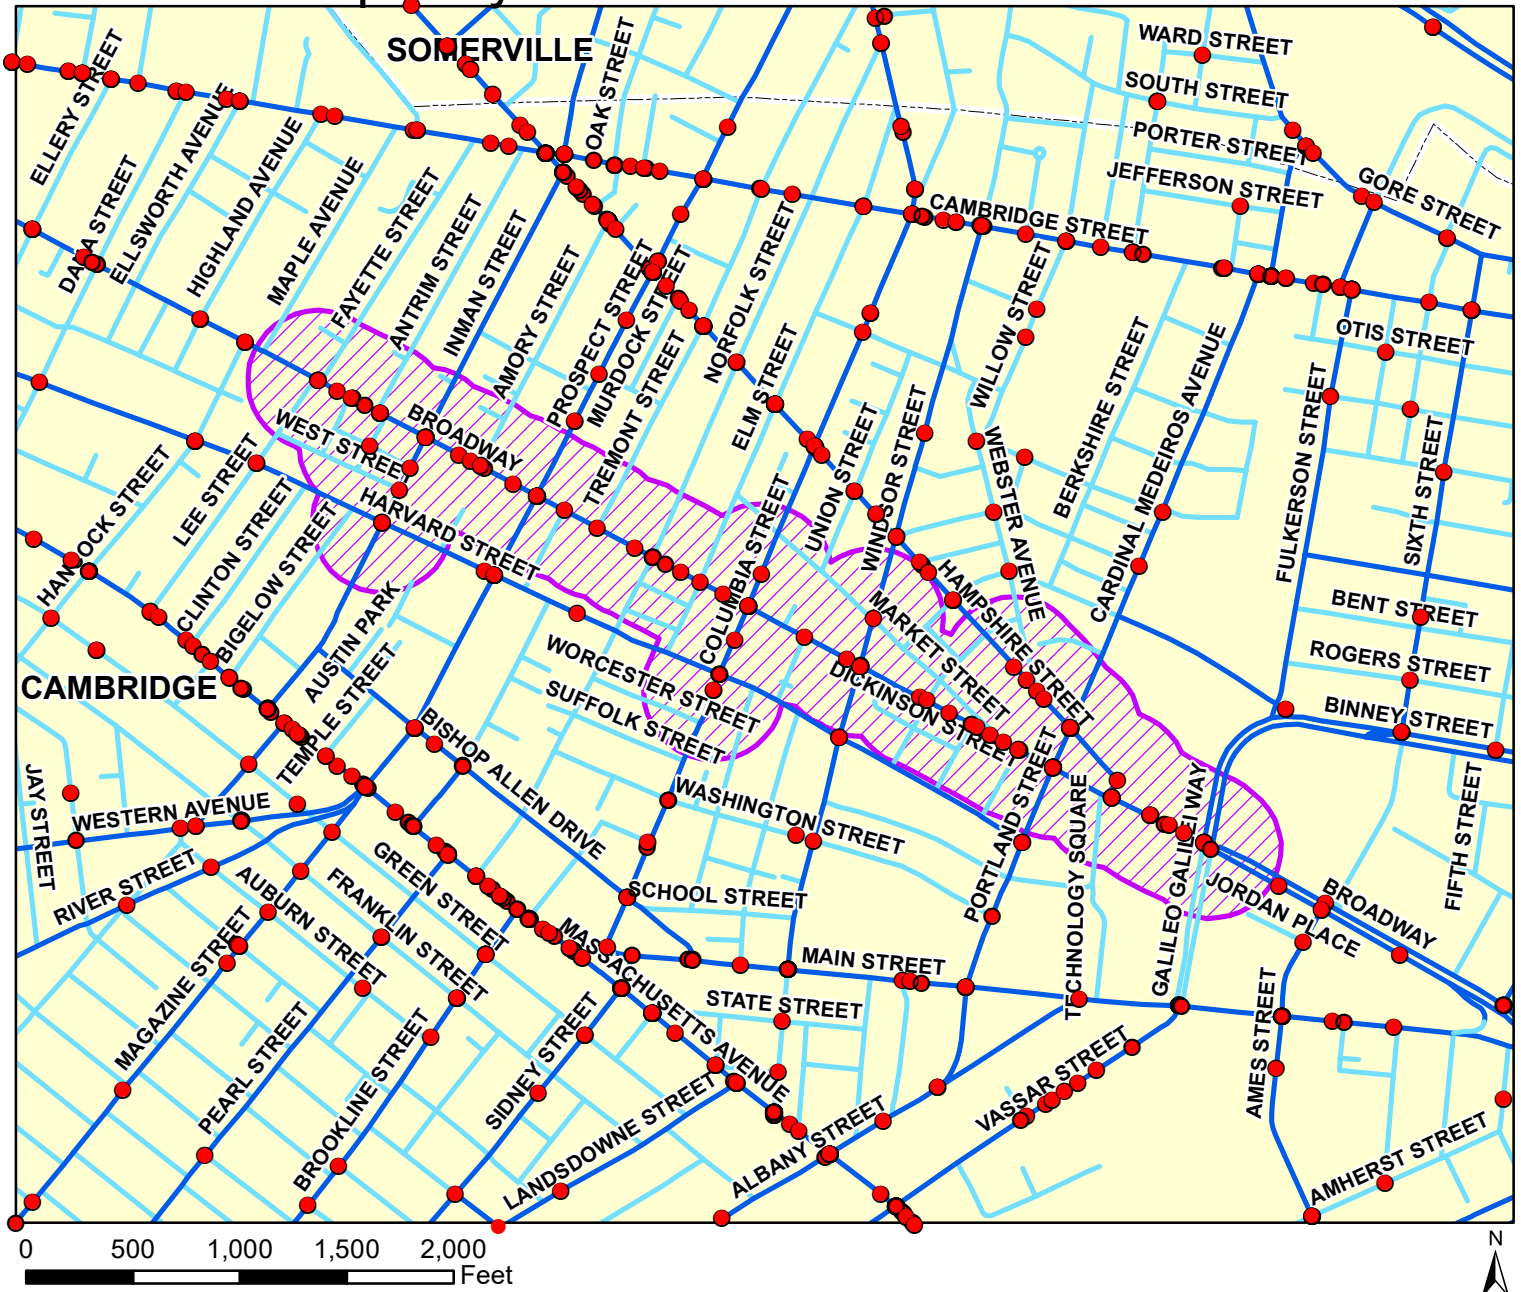 SOMERVILLE
OAK STREET
WARD STREET
SOUTH STREET
PORTER STREET
JEFFERSON STREET
GORE STREET
ELLERY STREET
DANA STREET
ELLSWORTH AVENUE
HIGHLAND AVENUE
MAPLE AVENUE
FAYETTE STREET
ANTRIM STREET
INMAN STREET
AMORY STREET
PROSPECT STREET
MURDOCK STREET
TREMONT STREET
NORFOLK STREET
ELM STREET
CAMBRIDGE STREET
WILLOW STREET
BERKSHIRE STREET
CARDINAL MEDEIROS AVENUE
OTIS STREET
FULKERSON STREET
SIXTH STREET
UNION STREET
WINDSOR STREET
WEBSTER AVENUE
COLUMBIA STREET
HAMPSHIRE STREET
MARKET STREET
DICKINSON STREET
BROADWAY
WEST STREET
HARVARD STREET
HANCOCK STREET
LEE STREET
CLINTON STREET
BIGELOW STREET
AUSTIN PARK
TEMPLE STREET
WORCESTER STREET
SUFFOLK STREET
BENT STREET
ROGERS STREET
BINNEY STREET
CAMBRIDGE
BISHOP ALLEN DRIVE
WASHINGTON STREET
PORTLAND STREET
TECHNOLOGY SQUARE
GALILEO GALILEI WAY
FIFTH STREET
JAY STREET
WESTERN AVENUE
RIVER STREET
AUBURN STREET
FRANKLIN STREET
GREEN STREET
SCHOOL STREET
JORDAN PLACE
BROADWAY
MAGAZINE STREET
PEARL STREET
BROOKLINE STREET
SIDNEY STREET
MASSACHUSETTS AVENUE
MAIN STREET
STATE STREET
LANDSDOWNE STREET
ALBANY STREET
VASSAR STREET
AMES STREET
AMHERST STREET
0 500 1,000 1,500 2,000
Feet
N